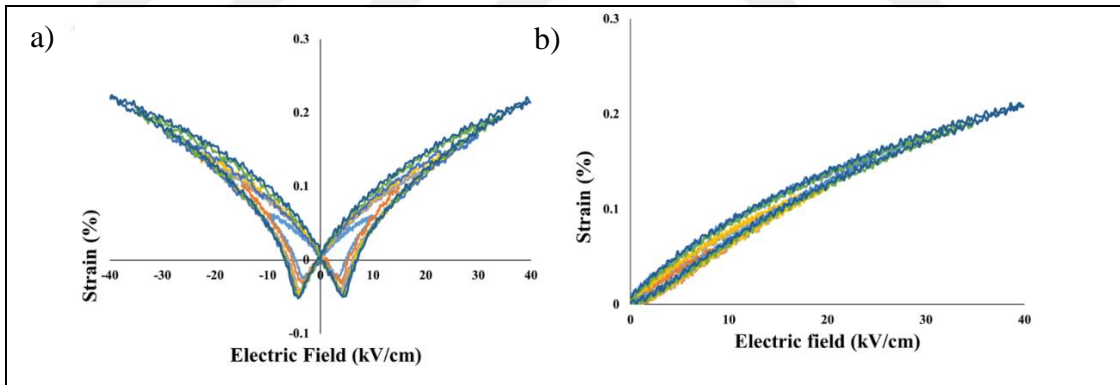 a)
0.3
0.2
0.1
0
-0.1
-40 -30 -20 -10 0 10 20 30 40
Strain (%)
Electric Field (kV/cm)
b)
0.3
0.2
0.1
0
0 10 20 30 40
Strain (%)
Electric field (kV/cm)